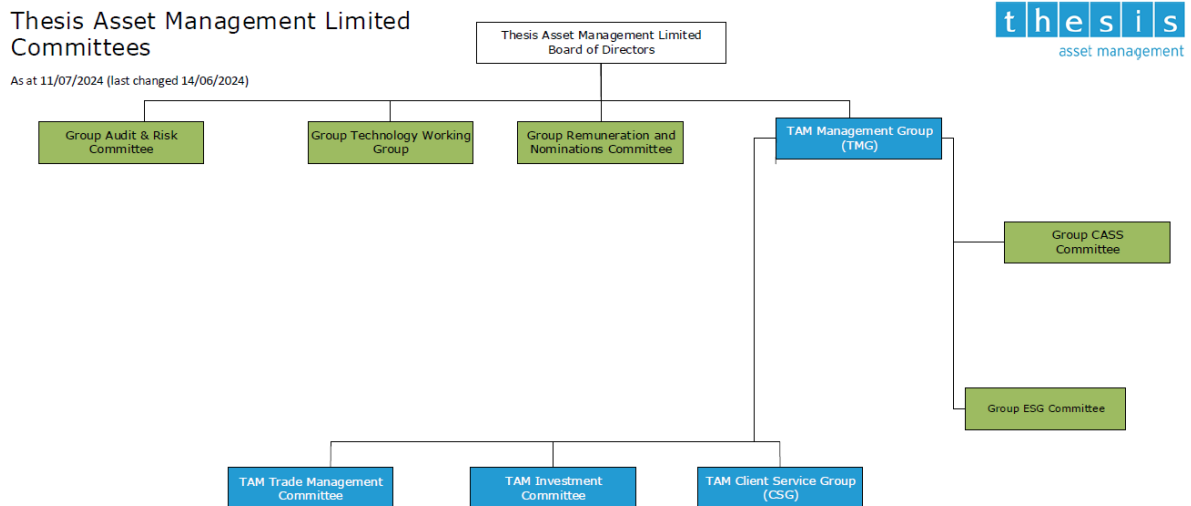 Thesis Asset Management Limited
Committees
As at 11/07/2024 (last changed 14/06/2024)
Thesis Asset Management Limited
Board of Directors
thesis
asset management
Group Audit & Risk
Committee
Group Technology Working
Group
Group Remuneration and
Nominations Committee
TAM Management Group
(TMG)
Group CASS
Committee
Group ESG Committee
TAM Trade Management
Committee
TAM Investment
Committee
TAM Client Service Group
(CSG)